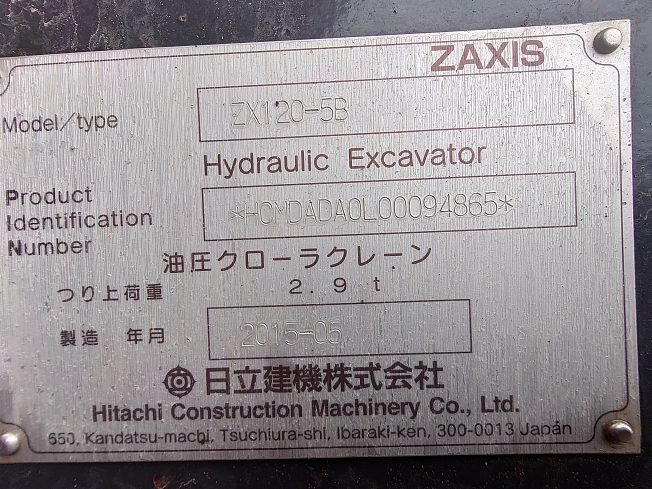 ZAXIS
Model/type ZX120-5B
Hydraulic Excavator
Product Identification Number *HCMDADA0L00094865*
油圧クローラクレーン
つり上荷重 2.9 t
製造 年月 2015-05
日立建機株式会社
Hitachi Construction Machinery Co., Ltd.
650, Kandatsu-machi, Tsuchiura-shi, Ibaraki-ken, 300-0013 Japan